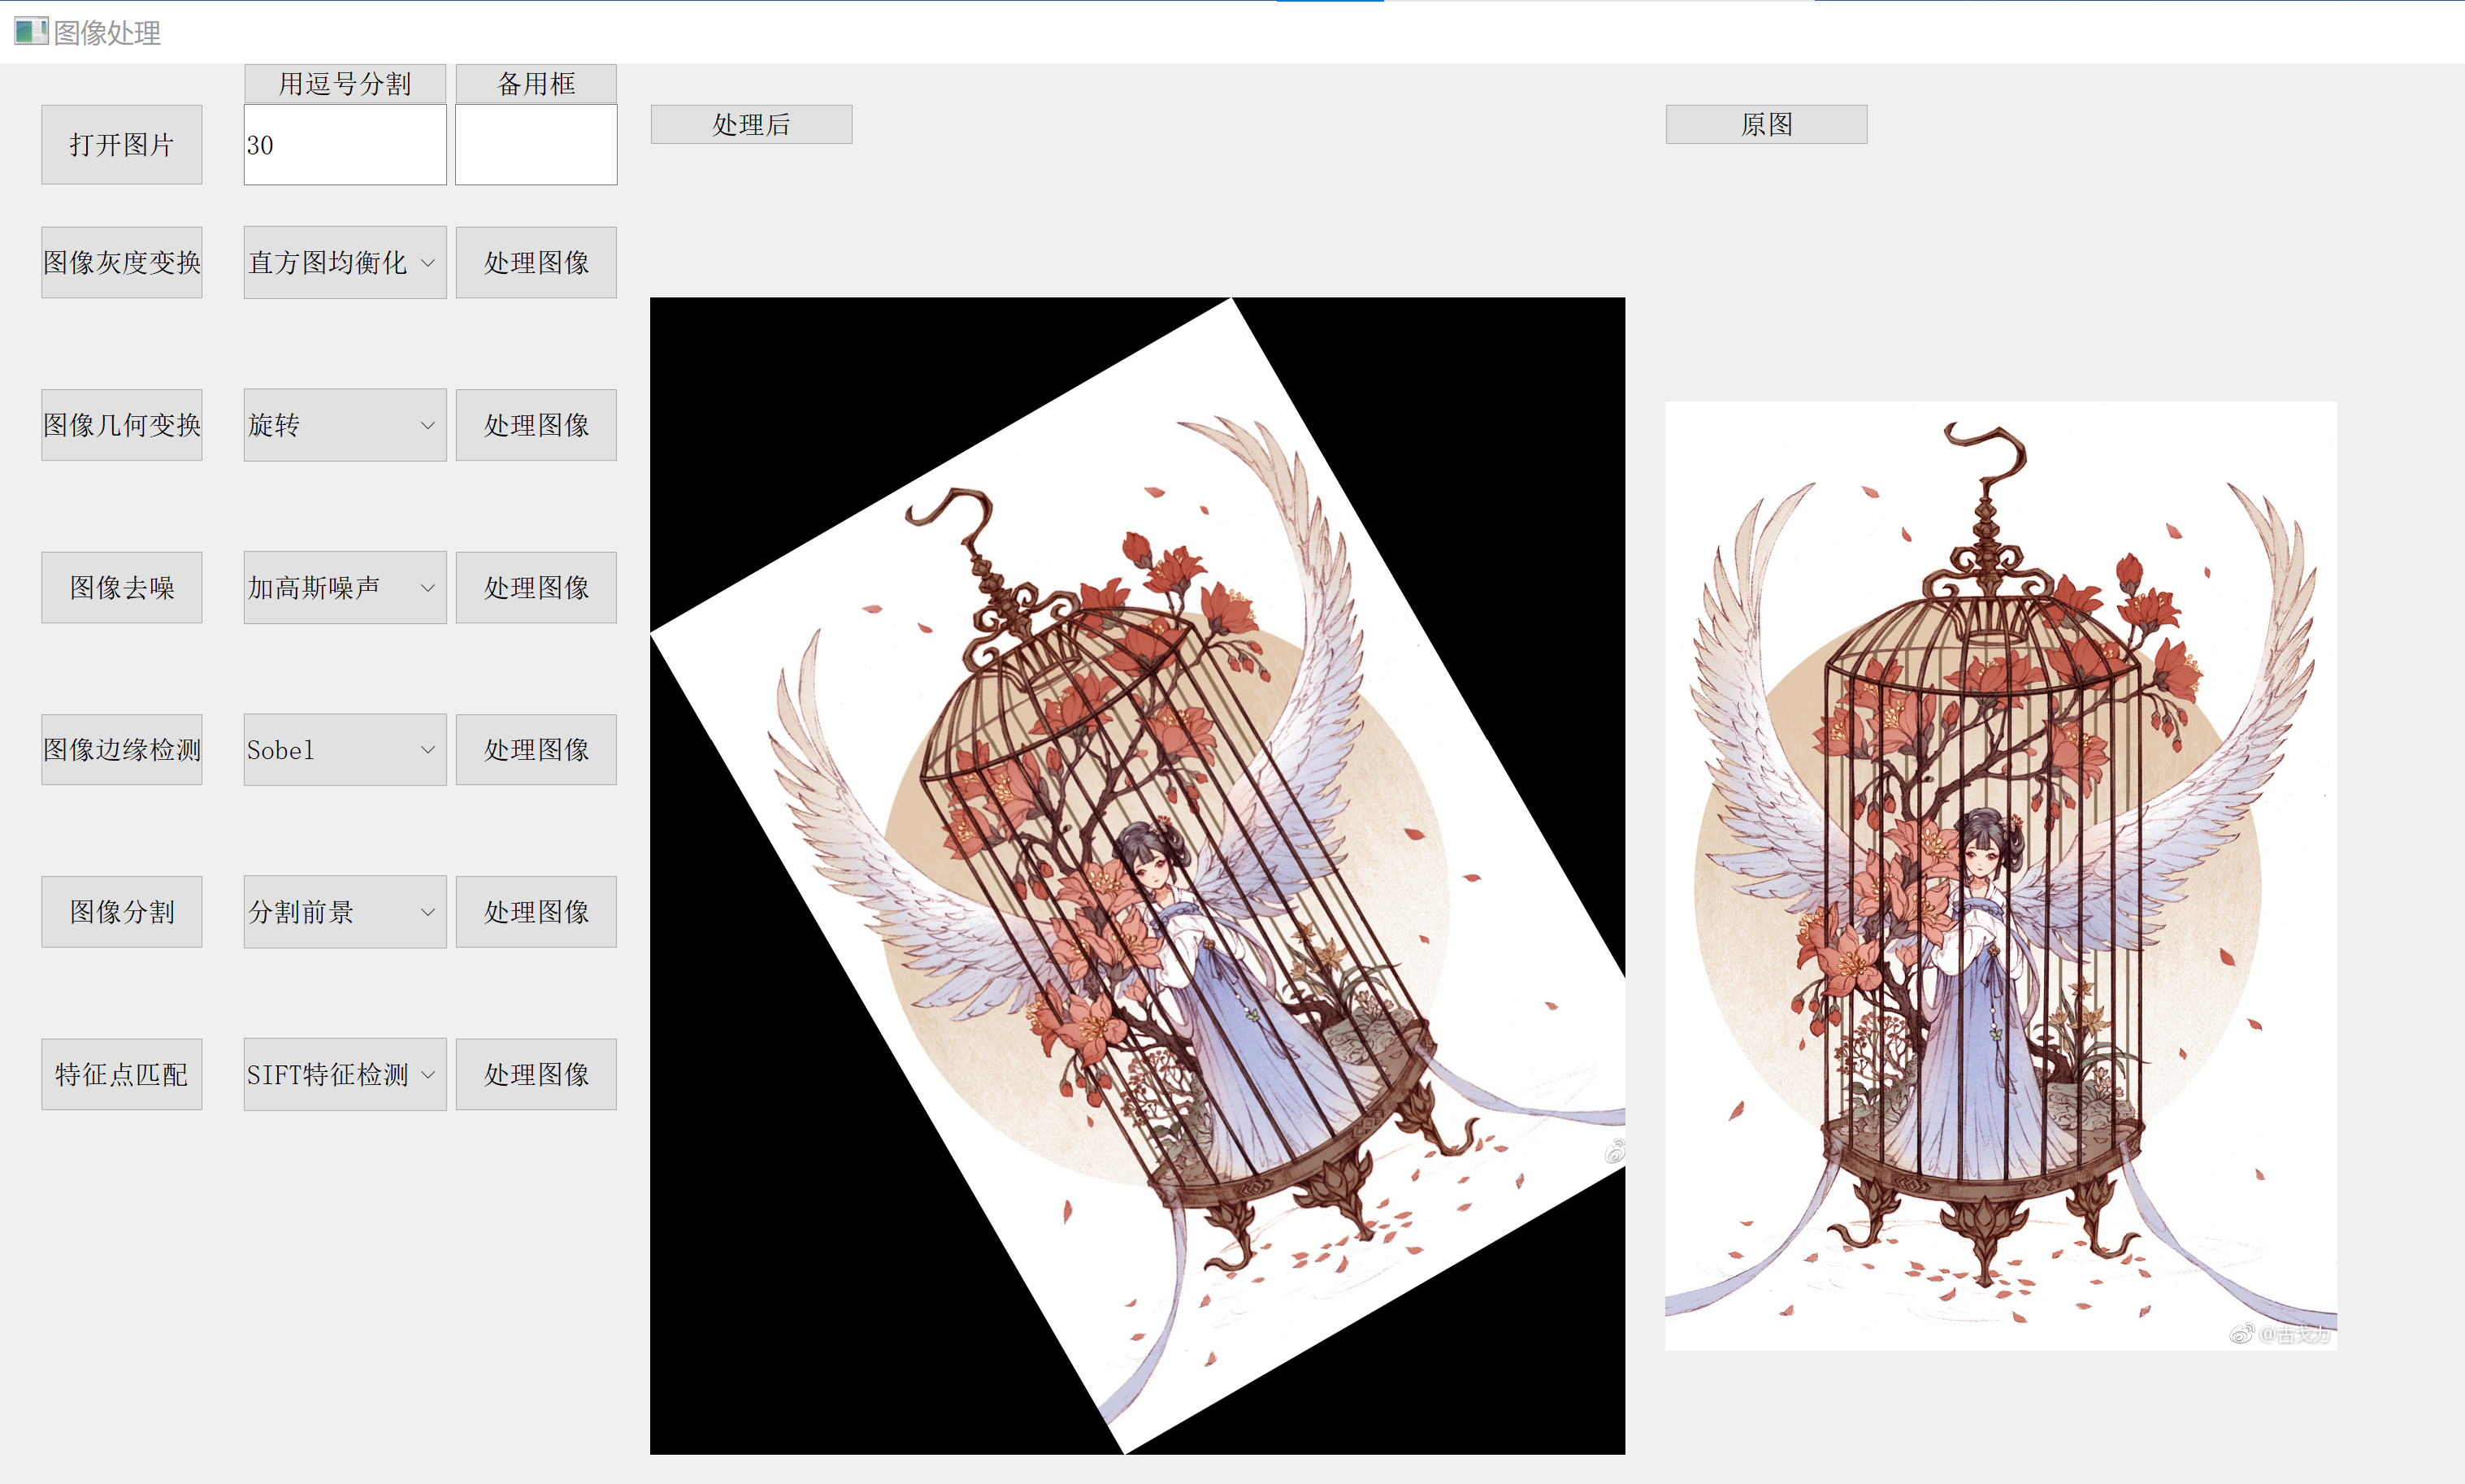 图像处理
用逗号分割 备用框
打开图片 30 处理后 原图
图像灰度变换 直方图均衡化 处理图像
图像几何变换 旋转 处理图像
图像去噪 加高斯噪声 处理图像
图像边缘检测 Sobel 处理图像
图像分割 分割前景 处理图像
特征点匹配 SIFT特征检测 处理图像
@古戈力